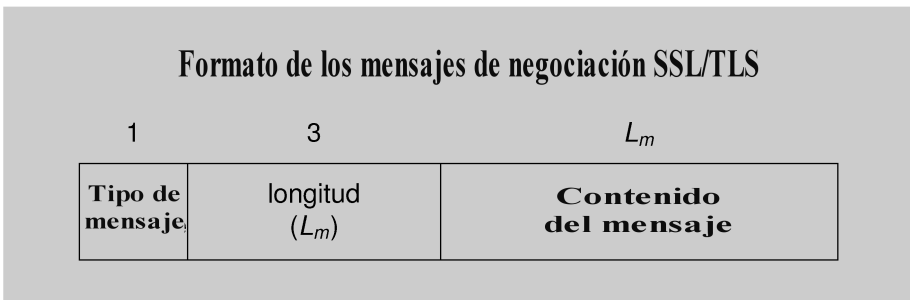 Formato de los mensajes de negociación SSL/TLS
1 3 Lm
Tipo de mensaje longitud (Lm) Contenido del mensaje